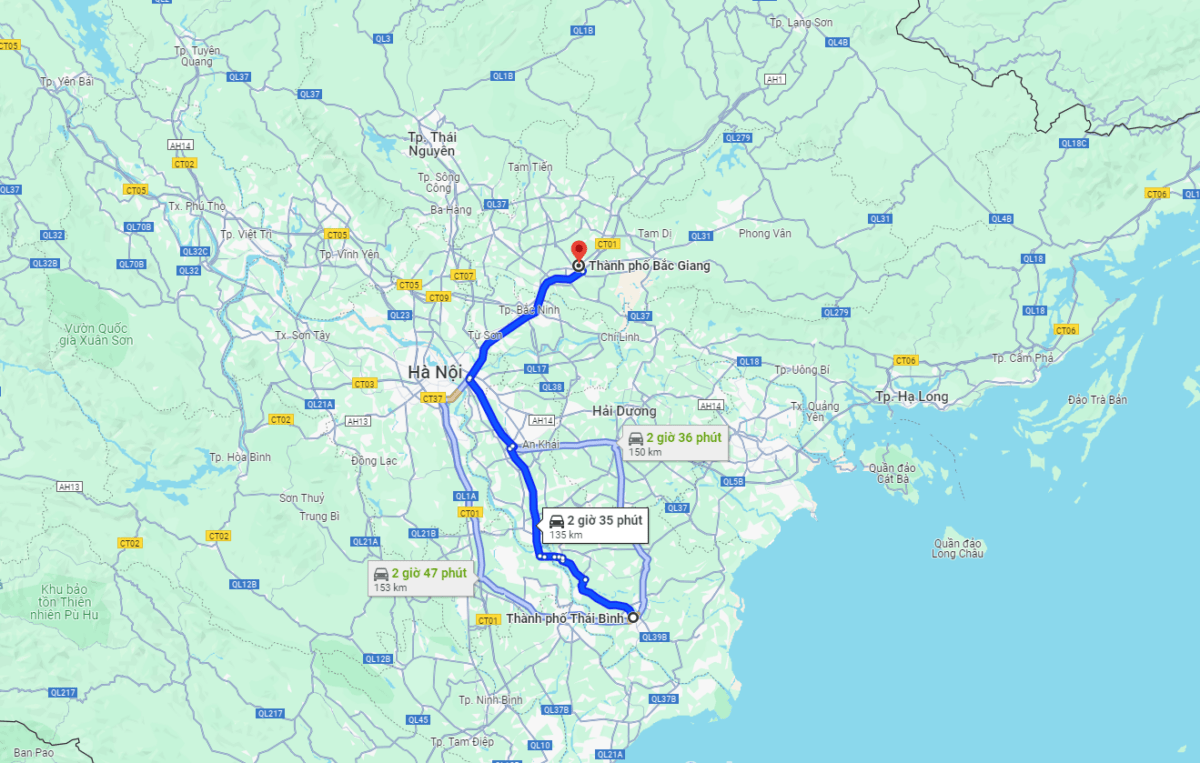 QL2
Tp. Lạng Sơn
QL1B
QL3
QL4B
CT05
Tp. Tuyên
Quang
QL37
QL1B
AH1
Tp. Yên Bái
QL37
QL37
Tp. Thái
Nguyên
QL279
QL18C
AH14
CT02
Tam Tiến
Tp. Sông
Công
QL37
CT05
CT06
QL1
Tx. Phú Thọ
QL37
Ba Hàng
QL31
QL4B
QL70B
QL32
Tp. Việt Trì
CT05
CT01
Tam Dị
QL31
Phong Vân
QL32C
Tp. Vĩnh Yên
QL32B
QL70B
QL32
Thành phố Bắc Giang
QL18
CT07
CT05
CT09
Tp. Bắc Ninh
QL37
QL279
QL18
QL23
Vườn Quốc
gia Xuân Sơn
Tx. Sơn Tây
Từ Sơn
Chí Linh
CT06
QL18
CT06
Tp. Cẩm Phả
Hà Nội
QL17
Tp. Uông Bí
CT03
QL38
CT37
Tp. Hạ Long
Đảo Trà Bản
QL21A
AH14
Hải Dương
AH14
Tx. Quảng
Yên
CT02
AH13
An Khải
2 giờ 36 phút
150 km
Tp. Hòa Bình
Đồng Lạc
Quần đảo
Cát Bà
AH13
QL5B
Sơn Thuỷ
QL1A
CT01
QL37
Trung Bì
2 giờ 35 phút
135 km
CT02
CT02
QL21A
QL21B
Quần đảo
Long Châu
2 giờ 47 phút
153 km
QL12B
Khu bảo
tồn Thiên
nhiên Pù Hu
CT01
Thành phố Thái Bình
QL39B
QL12B
QL217
Tp. Ninh Bình
QL37B
QL217
QL45
QL37B
Tp. Tam Điệp
QL10
Ban Pao
QL21A